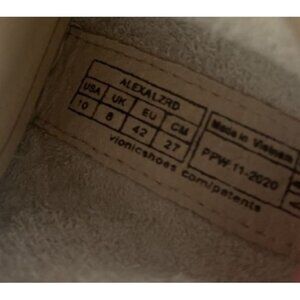 ALEXALZRD
USA UK EU CM
10 8 42 27
Made in Vietnam
PPW-11-2020
vionicshoes.com/patents